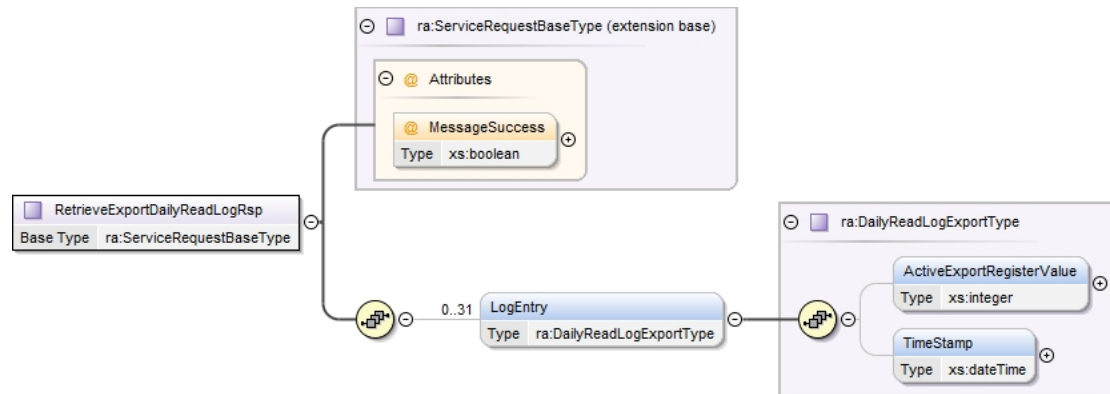 ra:ServiceRequestBaseType (extension base)
@ Attributes
@ MessageSuccess
Type xs:boolean
RetrieveExportDailyReadLogRsp
Base Type ra:ServiceRequestBaseType
ra:DailyReadLogExportType
ActiveExportRegisterValue
Type xs:integer
0..31
LogEntry
Type ra:DailyReadLogExportType
TimeStamp
Type xs:dateTime